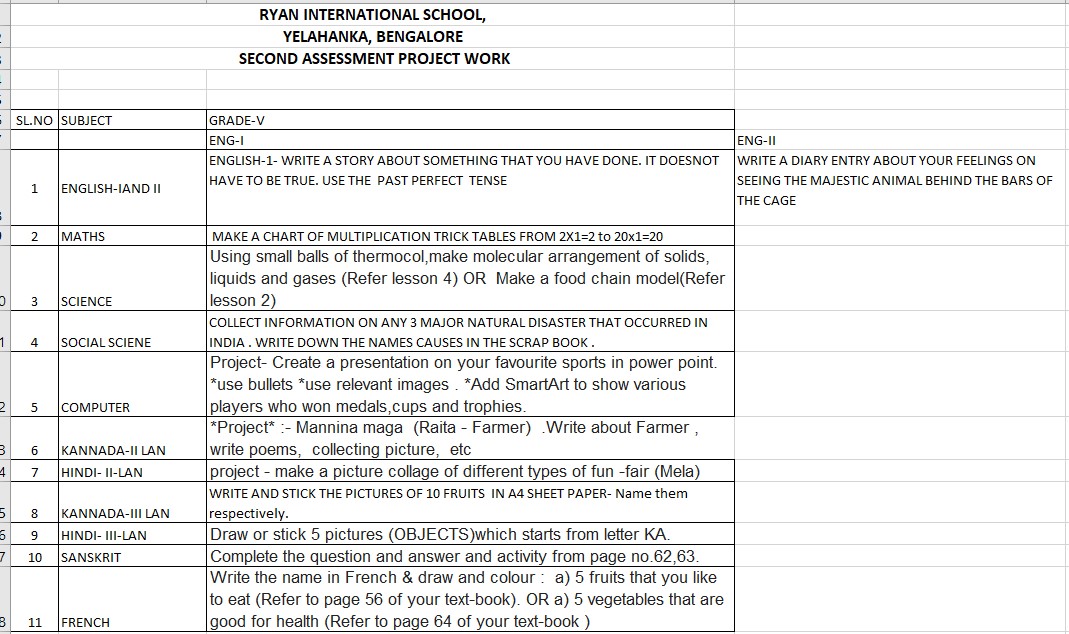 RYAN INTERNATIONAL SCHOOL,
YELAHANKA, BENGALORE
SECOND ASSESSMENT PROJECT WORK
SL.NO SUBJECT GRADE-V
ENG-I ENG-II
ENGLISH-1- WRITE A STORY ABOUT SOMETHING THAT YOU HAVE DONE. IT DOESNOT
HAVE TO BE TRUE. USE THE PAST PERFECT TENSE
1 ENGLISH-IAND II
WRITE A DIARY ENTRY ABOUT YOUR FEELINGS ON
SEEING THE MAJESTIC ANIMAL BEHIND THE BARS OF
THE CAGE
2 MATHS MAKE A CHART OF MULTIPLICATION TRICK TABLES FROM 2X1=2 to 20x1=20
Using small balls of thermocol,make molecular arrangement of solids,
liquids and gases (Refer lesson 4) OR Make a food chain model(Refer
3 SCIENCE lesson 2)
COLLECT INFORMATION ON ANY 3 MAJOR NATURAL DISASTER THAT OCCURRED IN
4 SOCIAL SCIENE INDIA . WRITE DOWN THE NAMES CAUSES IN THE SCRAP BOOK .
Project- Create a presentation on your favourite sports in power point.
*use bullets *use relevant images . *Add SmartArt to show various
5 COMPUTER players who won medals,cups and trophies.
*Project* :- Mannina maga (Raita - Farmer) .Write about Farmer ,
6 KANNADA-II LAN write poems, collecting picture, etc
7 HINDI- II-LAN project - make a picture collage of different types of fun -fair (Mela)
WRITE AND STICK THE PICTURES OF 10 FRUITS IN A4 SHEET PAPER- Name them
8 KANNADA-III LAN respectively.
9 HINDI- III-LAN Draw or stick 5 pictures (OBJECTS)which starts from letter KA.
10 SANSKRIT Complete the question and answer and activity from page no.62,63.
Write the name in French & draw and colour : a) 5 fruits that you like
to eat (Refer to page 56 of your text-book). OR a) 5 vegetables that are
11 FRENCH good for health (Refer to page 64 of your text-book )